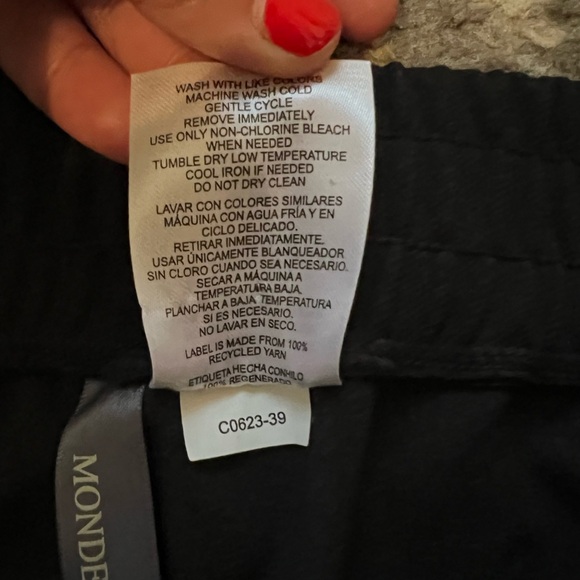 WASH WITH LIKE COLORS
MACHINE WASH COLD
GENTLE CYCLE
REMOVE IMMEDIATELY
USE ONLY NON-CHLORINE BLEACH
WHEN NEEDED
TUMBLE DRY LOW TEMPERATURE
COOL IRON IF NEEDED
DO NOT DRY CLEAN
LAVAR CON COLORES SIMILARES
MÁQUINA CON AGUA FRÍA Y EN
CICLO DELICADO.
RETIRAR INMEDIATAMENTE.
USAR ÚNICAMENTE BLANQUEADOR
SIN CLORO CUANDO SEA NECESARIO.
SECAR A MÁQUINA A
TEMPERATURA BAJA.
PLANCHAR A BAJA TEMPERATURA
SI ES NECESARIO.
NO LAVAR EN SECO.
LABEL IS MADE FROM 100%
RECYCLED YARN
ETIQUETA HECHA CON HILO
100% REGENERADO
C0623-39
MONDE